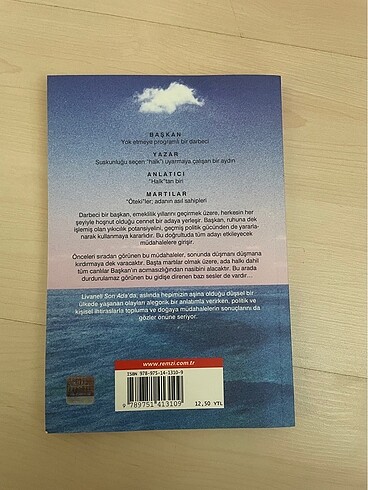 BAŞKAN
Yok etmeye programlı bir darbeci
YAZAR
Suskunluğu seçen "halk"ı uyarmaya çalışan bir aydın
ANLATICI
"Halk"tan biri
MARTILAR
"Öteki"ler; adanın asıl sahipleri
Darbeci bir başkan, emeklilik yıllarını geçirmek üzere, herkesin her
şeyiyle hoşnut olduğu cennet bir adaya yerleşir. Başkan, ruhuna dek
işlemiş olan yıkıcılık potansiyelini, geçmiş politik gücünden de yararla-
narak kullanmaya kararlıdır. Bu doğrultuda tüm adayı etkileyecek
müdahalelere girişir.
Önceleri sıradan görünen bu müdahaleler, sonunda düşmanı düşmana
kırdırmaya dek varacaktır. Başta martılar olmak üzere, ada halkı dahil
tüm canlılar Başkan'ın acımasızlığından nasibini alacaktır. Bu arada
durdurulamaz görünen bu gidişe direnen bazı sesler de vardır...
Livaneli Son Ada'da, aslında hepimizin aşina olduğu düşsel bir
ülkede yaşanan olayları alegorik bir anlatımla verirken, politik ve
kişisel ihtiraslarla topluma ve doğaya müdahalelerin sonuçlarını da
gözler önüne seriyor.
www.remzi.com.tr
ISBN 978-975-14-1310-9
9 789751 413109
12,50 YTL